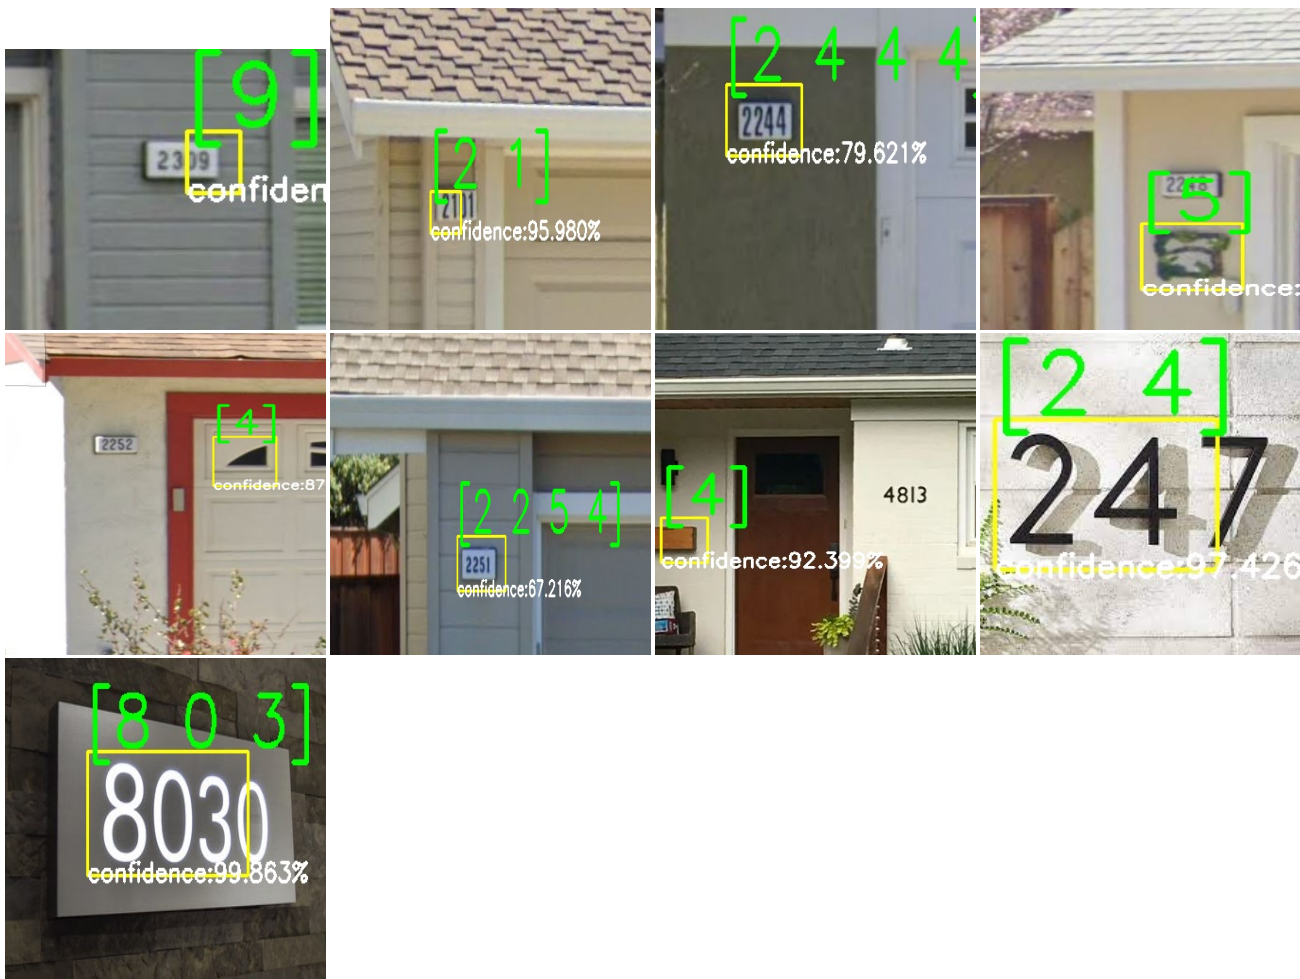 [9]
2309
confiden
[2 1]
2101
confidence:95.980%
[2 4 4 4
2244
confidence:79.621%
2248
[5]
confidence:
[4]
2252
confidence:87
[2 2 5 4]
2251
confidence:67.216%
[4]
4813
confidence:92.399%
[2 4]
247
confidence:97.426
[8 0 3]
8030
confidence:99.863%